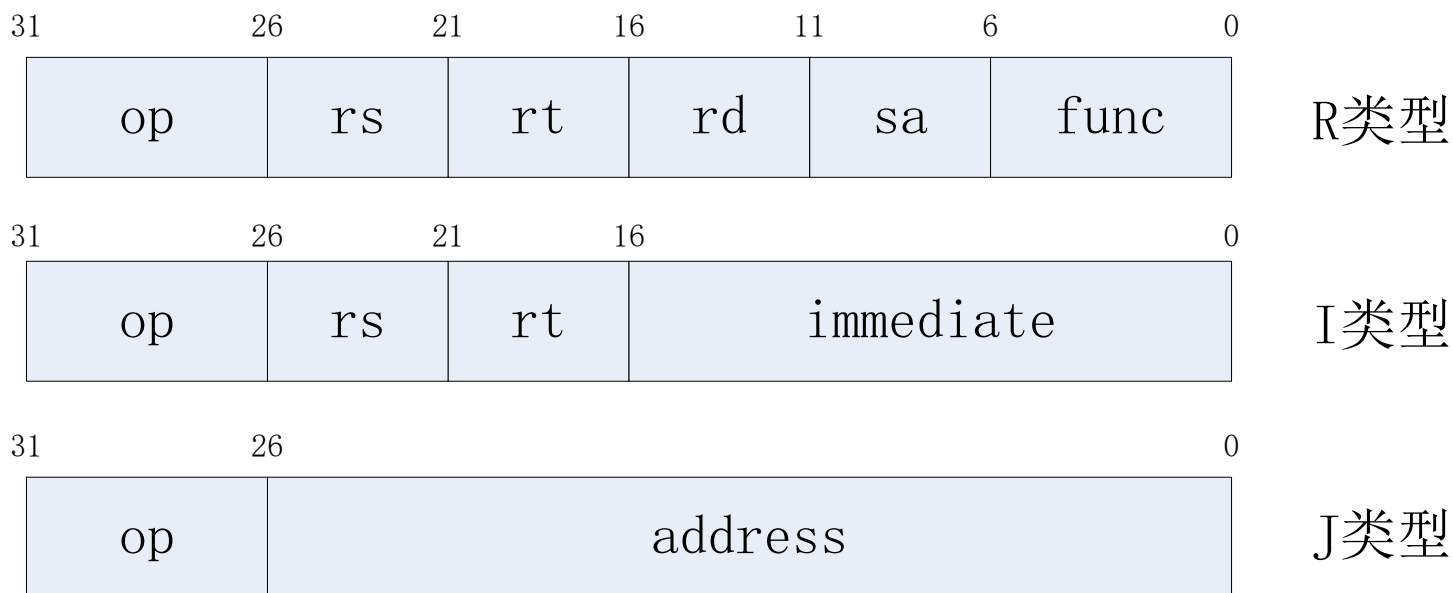 31 26 21 16 11 6 0
op rs rt rd sa func R类型
31 26 21 16 0
op rs rt immediate I类型
31 26 0
op address J类型